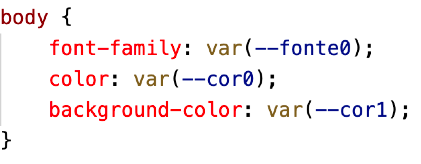 body {
    font-family: var(--fonte0);
    color: var(--cor0);
    background-color: var(--cor1);
}